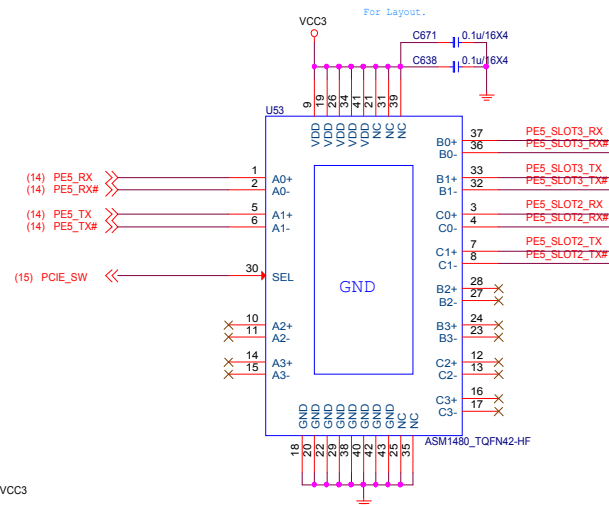 For Layout.
VCC3
C671 0.1u/16X4
C638 0.1u/16X4
U53
9 19 26 34 41 21 31 39
VDD VDD VDD VDD VDD NC NC NC
(14) PE5_RX 1 A0+
(14) PE5_RX# 2 A0-
(14) PE5_TX 5 A1+
(14) PE5_TX# 6 A1-
(15) PCIE_SW 30 SEL
10 A2+
11 A2-
14 A3+
15 A3-
GND
B0+ 37 PE5_SLOT3_RX
B0- 36 PE5_SLOT3_RX#
B1+ 33 PE5_SLOT3_TX
B1- 32 PE5_SLOT3_TX#
C0+ 3 PE5_SLOT2_RX
C0- 4 PE5_SLOT2_RX#
C1+ 7 PE5_SLOT2_TX
C1- 8 PE5_SLOT2_TX#
B2+ 28
B2- 27
B3+ 24
B3- 23
C2+ 12
C2- 13
C3+ 16
C3- 17
GND GND GND GND GND GND GND GND NC NC
18 20 22 29 38 40 42 43 25 35
ASM1480_TQFN42-HF
VCC3